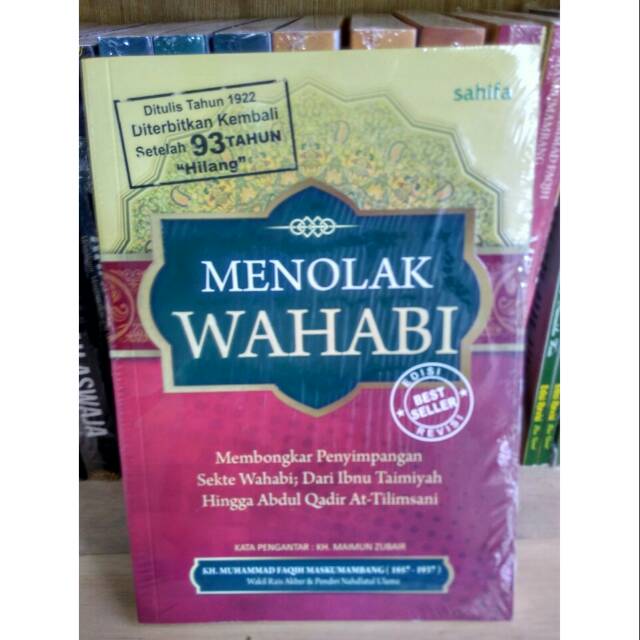 sahifa
Ditulis Tahun 1922
Diterbitkan Kembali
Setelah 93 TAHUN
"Hilang"
MENOLAK
WAHABI
EDISI
BEST
SELLER
REVISI
Membongkar Penyimpangan
Sekte Wahabi; Dari Ibnu Taimiyah
Hingga Abdul Qadir At-Tilimsani
KATA PENGANTAR : KH. MAIMUN ZUBAIR
KH. MUHAMMAD FAQIH MASKUMAMBANG ( 1857 - 1937 )
Wakil Rais Akbar & Pendiri Nahdlatul Ulama
ASWAJA